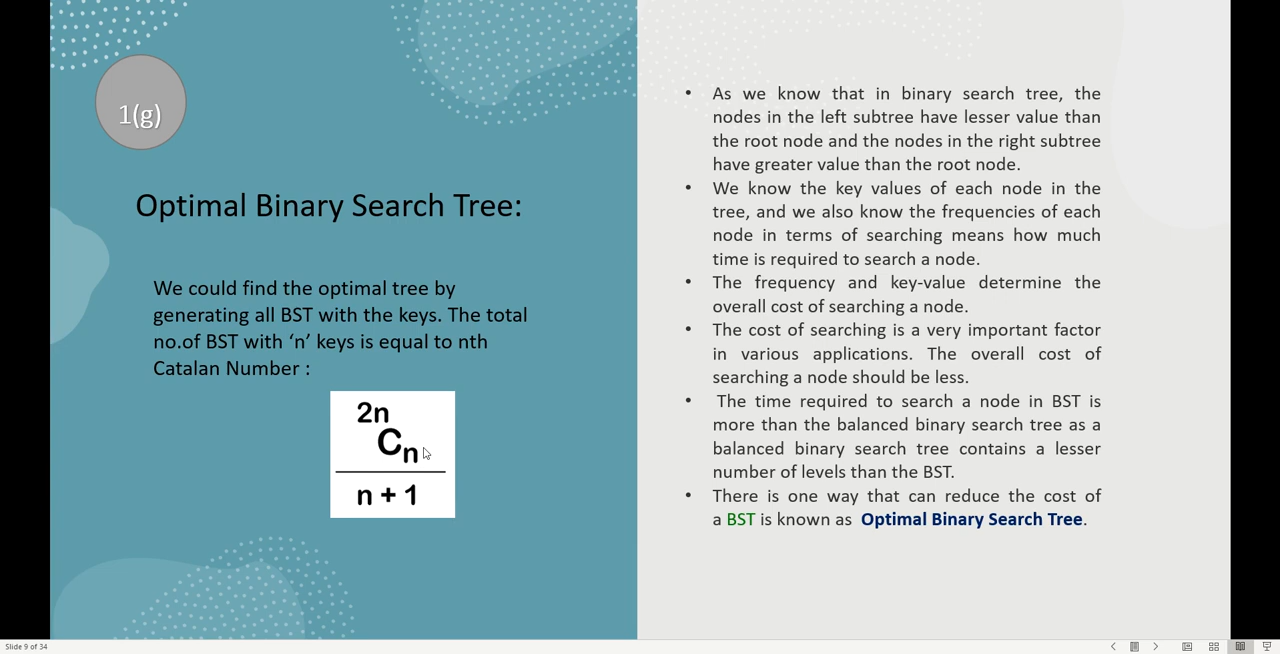 1(g)
Optimal Binary Search Tree:
We could find the optimal tree by
generating all BST with the keys. The total
no.of BST with ‘n’ keys is equal to nth
Catalan Number :
2n
C
n
n + 1
• As we know that in binary search tree, the
nodes in the left subtree have lesser value than
the root node and the nodes in the right subtree
have greater value than the root node.
• We know the key values of each node in the
tree, and we also know the frequencies of each
node in terms of searching means how much
time is required to search a node.
• The frequency and key-value determine the
overall cost of searching a node.
• The cost of searching is a very important factor
in various applications. The overall cost of
searching a node should be less.
• The time required to search a node in BST is
more than the balanced binary search tree as a
balanced binary search tree contains a lesser
number of levels than the BST.
• There is one way that can reduce the cost of
a BST is known as Optimal Binary Search Tree.
Slide 9 of 34